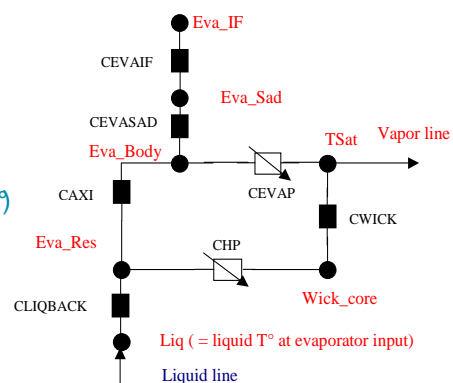 Eva_IF
CEVAIF
Eva_Sad
CEVASAD
TSat
Vapor line
Eva_Body
CEVAP
CAXI
CWICK
Eva_Res
CHP
CLIQBACK
Wick_core
Liq ( = liquid T° at evaporator input)
Liquid line